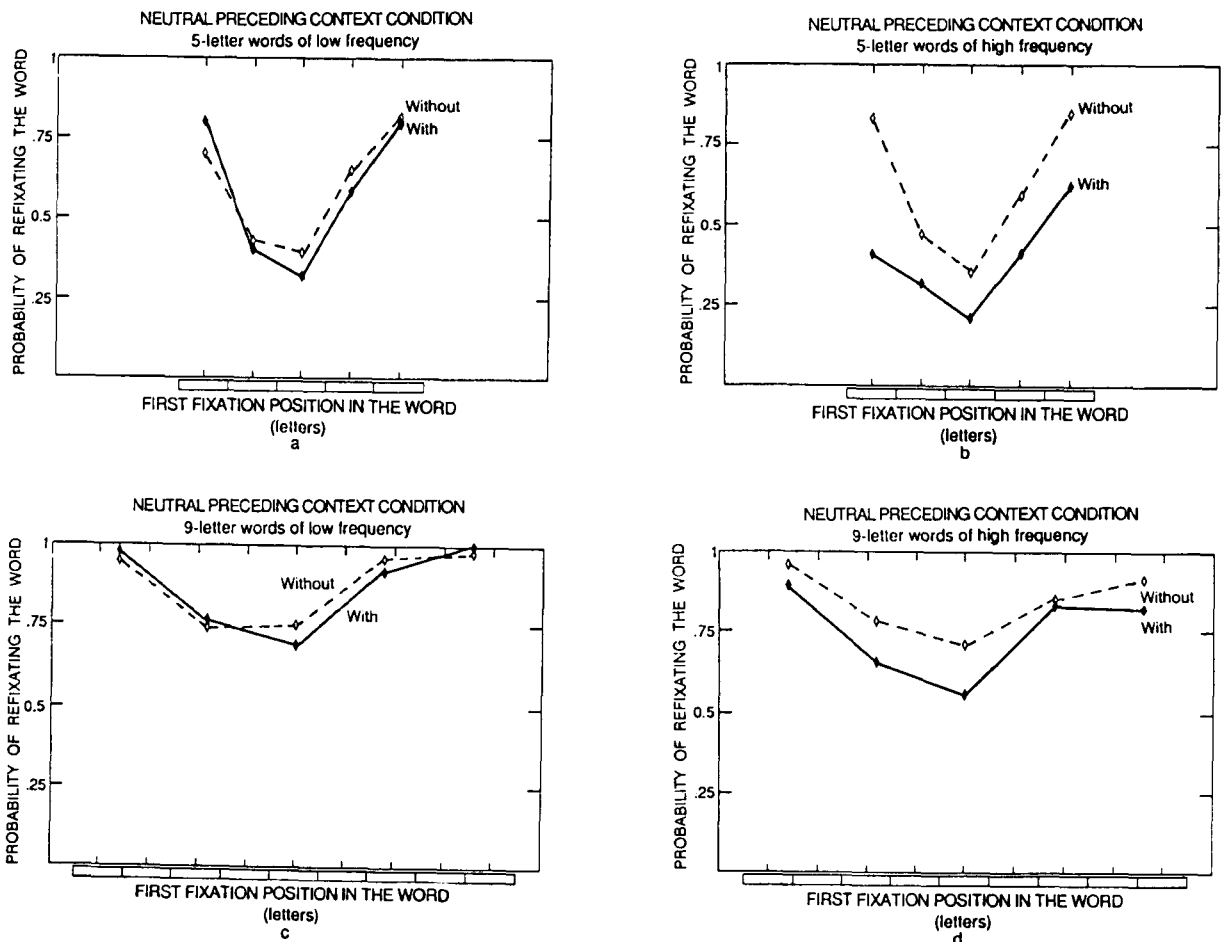 NEUTRAL PRECEDING CONTEXT CONDITION
5-letter words of low frequency
PROBABILITY OF REFIXATING THE WORD
1
.75
0.5
.25
Without
With
FIRST FIXATION POSITION IN THE WORD
(letters)
a
NEUTRAL PRECEDING CONTEXT CONDITION
5-letter words of high frequency
PROBABILITY OF REFIXATING THE WORD
1
0.75
0.5
0.25
Without
With
FIRST FIXATION POSITION IN THE WORD
(letters)
b
NEUTRAL PRECEDING CONTEXT CONDITION
9-letter words of low frequency
PROBABILITY OF REFIXATING THE WORD
1
.75
0.5
.25
Without
With
FIRST FIXATION POSITION IN THE WORD
(letters)
c
NEUTRAL PRECEDING CONTEXT CONDITION
9-letter words of high frequency
PROBABILITY OF REFIXATING THE WORD
1
0.75
0.5
.25
Without
With
FIRST FIXATION POSITION IN THE WORD
(letters)
d